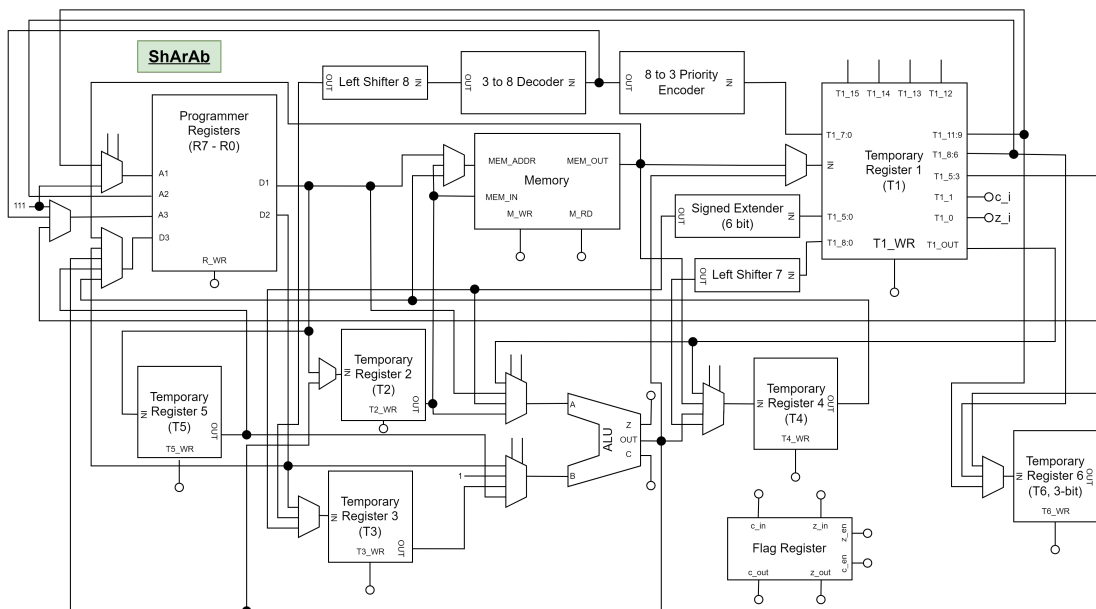 ShArAb
Programmer
Registers
(R7 - R0)
A1
A2
A3
D3
D1
D2
R_WR
111
OUT
Left Shifter 8
IN
OUT
3 to 8 Decoder
IN
OUT
8 to 3 Priority
Encoder
IN
MEM_ADDR
MEM_OUT
Memory
MEM_IN
M_WR
M_RD
T1_15
T1_14
T1_13
T1_12
T1_7:0
T1_11:9
T1_8:6
IN
Temporary
Register 1
(T1)
T1_5:3
T1_1
c_i
T1_5:0
T1_0
z_i
T1_8:0
T1_WR
T1_OUT
OUT
Signed Extender
(6 bit)
IN
OUT
Left Shifter 7
IN
Temporary
Register 5
(T5)
IN
OUT
T5_WR
Temporary
Register 2
(T2)
IN
OUT
T2_WR
Temporary
Register 3
(T3)
IN
OUT
T3_WR
1
A
Z
ALU
OUT
C
B
Temporary
Register 4
(T4)
IN
OUT
T4_WR
Temporary
Register 6
(T6, 3-bit)
IN
OUT
T6_WR
c_in
z_in
z_en
Flag Register
c_en
c_out
z_out